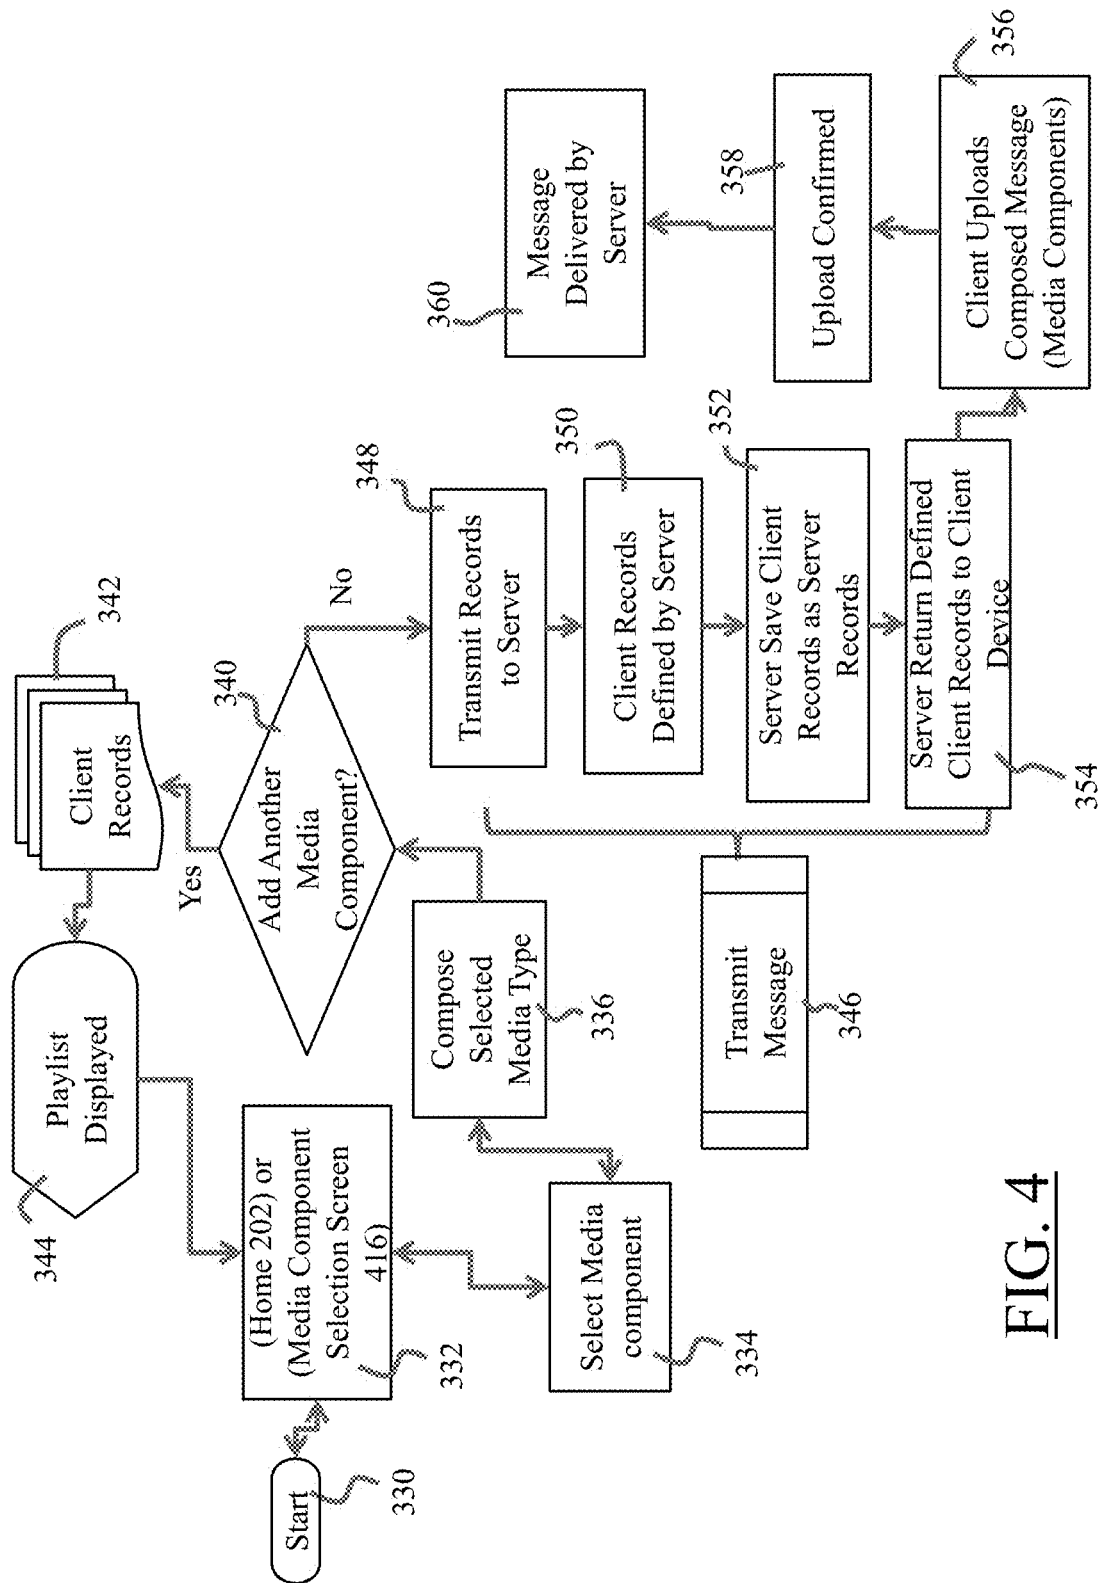 Start
330
(Home 202) or
(Media Component
Selection Screen
416)
332
Select Media
component
334
Compose
Selected
Media Type
336
Add Another
Media
Component?
340
Yes
No
Client
Records
342
Playlist
Displayed
344
Transmit
Message
346
Transmit Records
to Server
348
Client Records
Defined by Server
350
Server Save Client
Records as Server
Records
352
Server Return Defined
Client Records to Client
Device
354
Client Uploads
Composed Message
(Media Components)
356
Upload Confirmed
358
Message
Delivered by
Server
360
FIG. 4